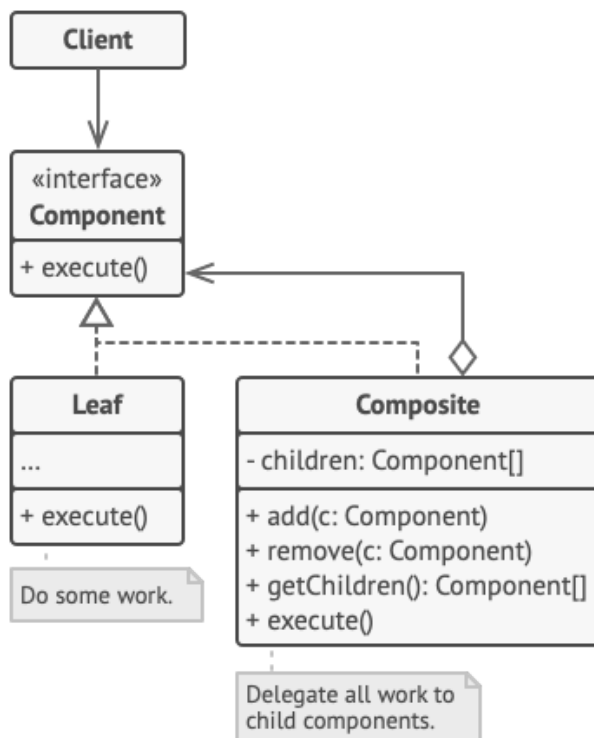 Client
«interface»
Component
+ execute()
Leaf
...
+ execute()
Do some work.
Composite
- children: Component[]
+ add(c: Component)
+ remove(c: Component)
+ getChildren(): Component[]
+ execute()
Delegate all work to
child components.